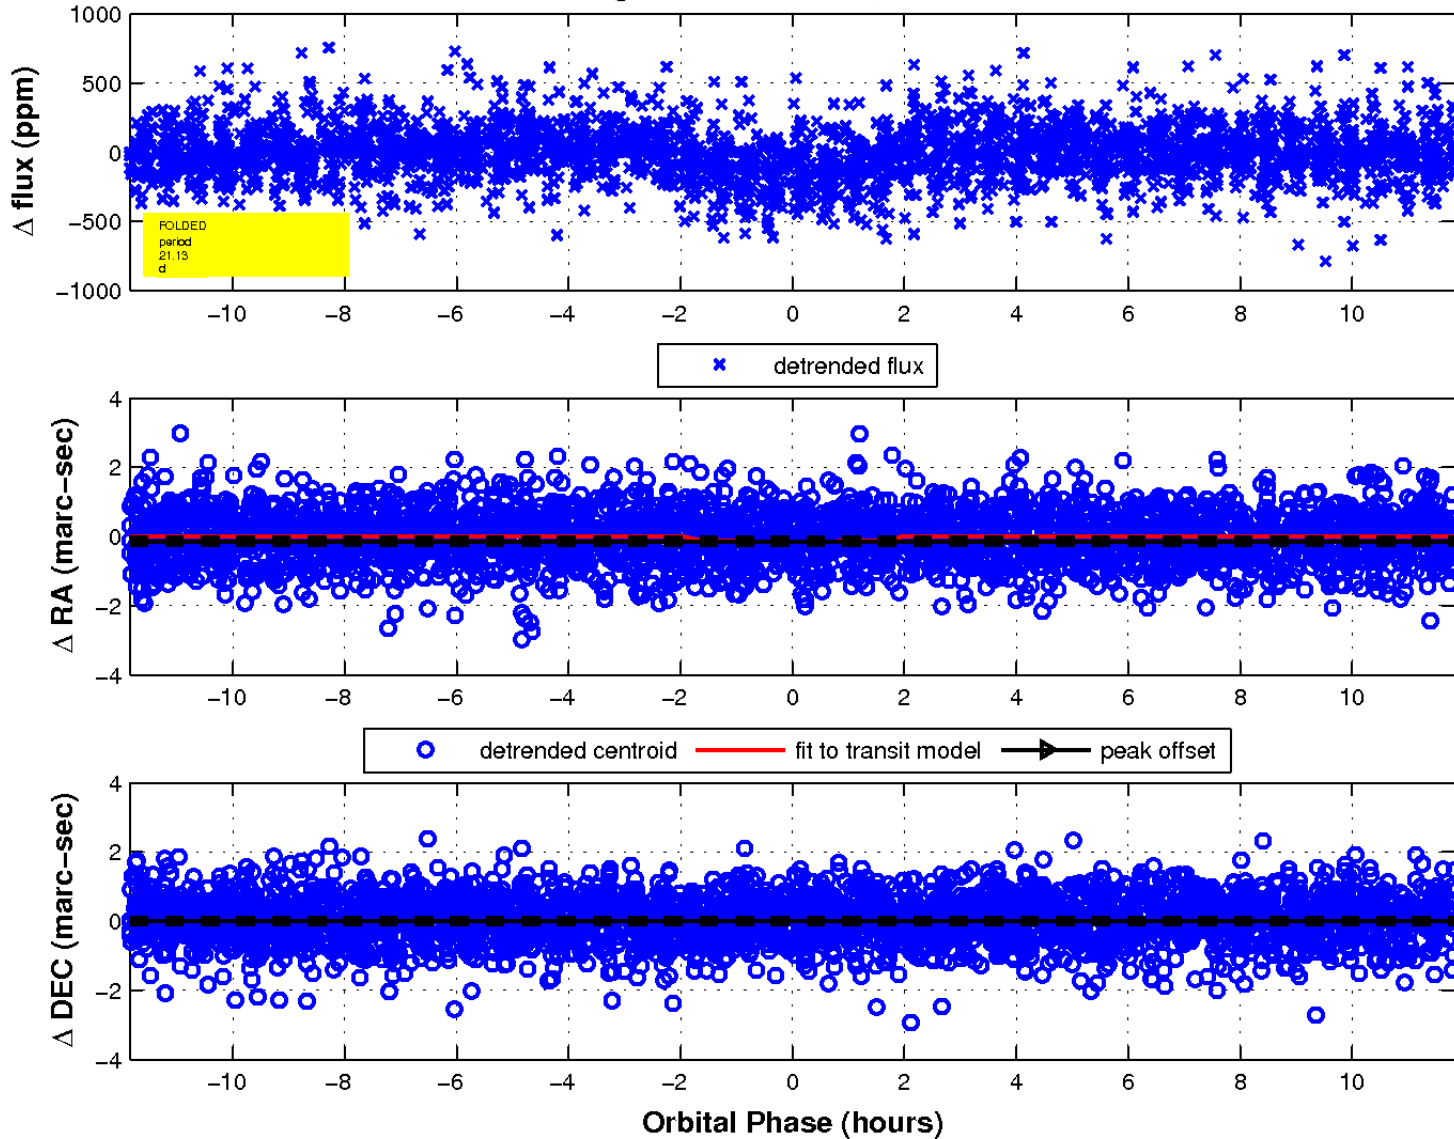 1000
500
0
−500
−1000
Δ flux (ppm)
FOLDED
period
21.13
d
−10 −8 −6 −4 −2 0 2 4 6 8 10
detrended flux
4
2
0
−2
−4
Δ RA (marc−sec)
−10 −8 −6 −4 −2 0 2 4 6 8 10
detrended centroid fit to transit model peak offset
4
2
0
−2
−4
Δ DEC (marc−sec)
−10 −8 −6 −4 −2 0 2 4 6 8 10
Orbital Phase (hours)